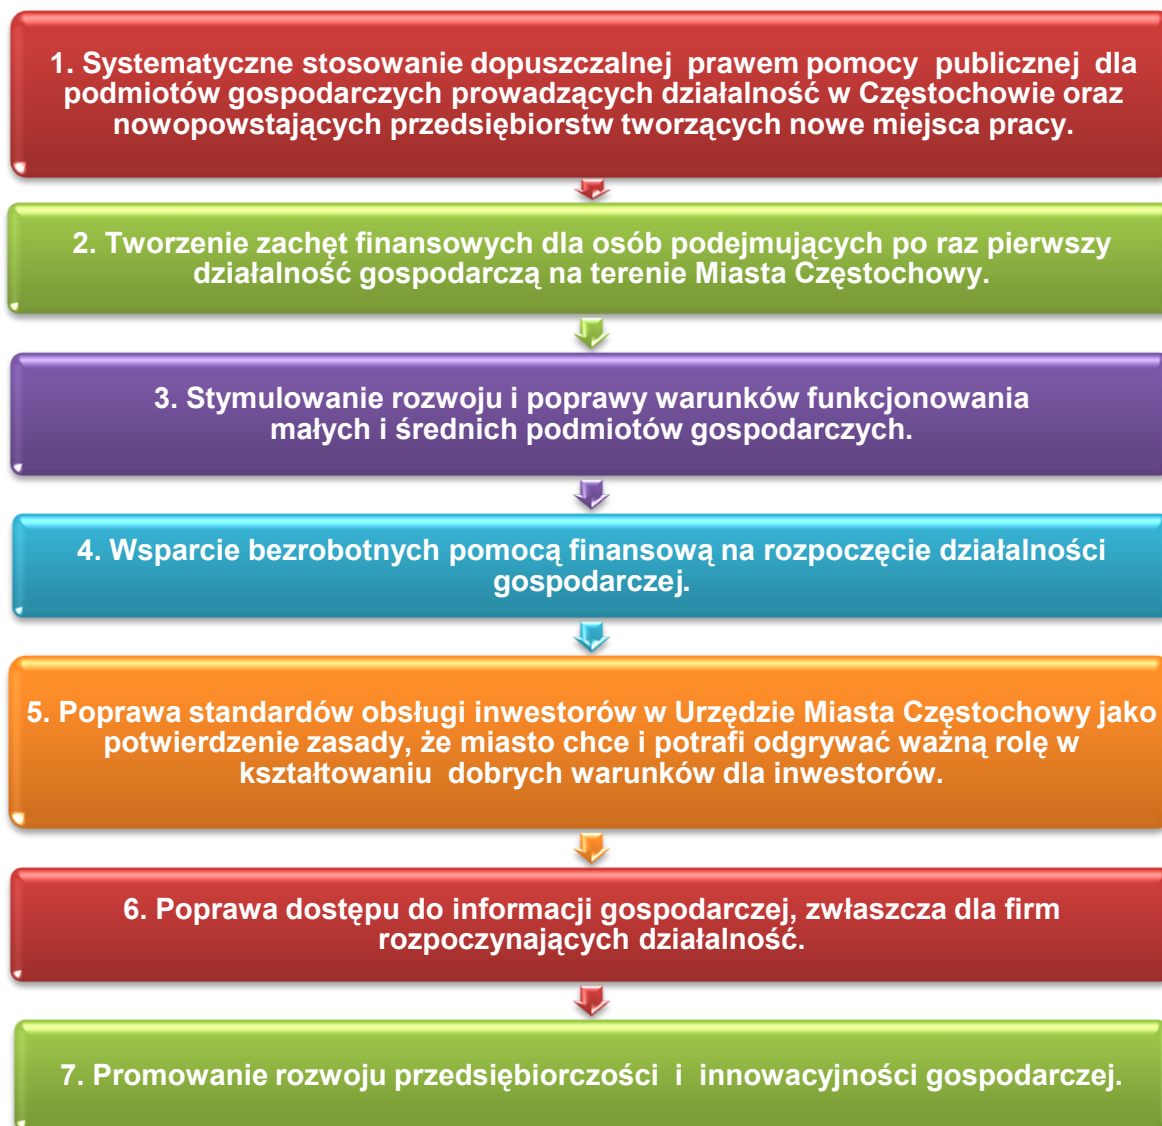 1. Systematyczne stosowanie dopuszczalnej prawem pomocy publicznej dla
podmiotów gospodarczych prowadzących działalność w Częstochowie oraz
nowopowstających przedsiębiorstw tworzących nowe miejsca pracy.
2. Tworzenie zachęt finansowych dla osób podejmujących po raz pierwszy
działalność gospodarczą na terenie Miasta Częstochowy.
3. Stymulowanie rozwoju i poprawy warunków funkcjonowania
małych i średnich podmiotów gospodarczych.
4. Wsparcie bezrobotnych pomocą finansową na rozpoczęcie działalności
gospodarczej.
5. Poprawa standardów obsługi inwestorów w Urzędzie Miasta Częstochowy jako
potwierdzenie zasady, że miasto chce i potrafi odgrywać ważną rolę w
kształtowaniu dobrych warunków dla inwestorów.
6. Poprawa dostępu do informacji gospodarczej, zwłaszcza dla firm
rozpoczynających działalność.
7. Promowanie rozwoju przedsiębiorczości i innowacyjności gospodarczej.